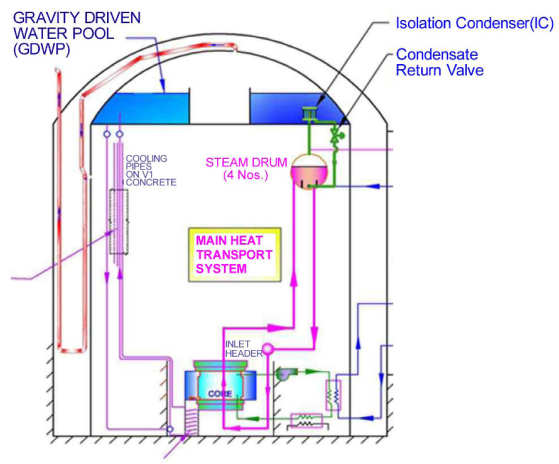 GRAVITY DRIVEN
WATER POOL
(GDWP)
Isolation Condenser(IC)
Condensate
Return Valve
COOLING
PIPES
ON V1
CONCRETE
STEAM DRUM
(4 Nos.)
MAIN HEAT
TRANSPORT
SYSTEM
INLET
HEADER
CORE